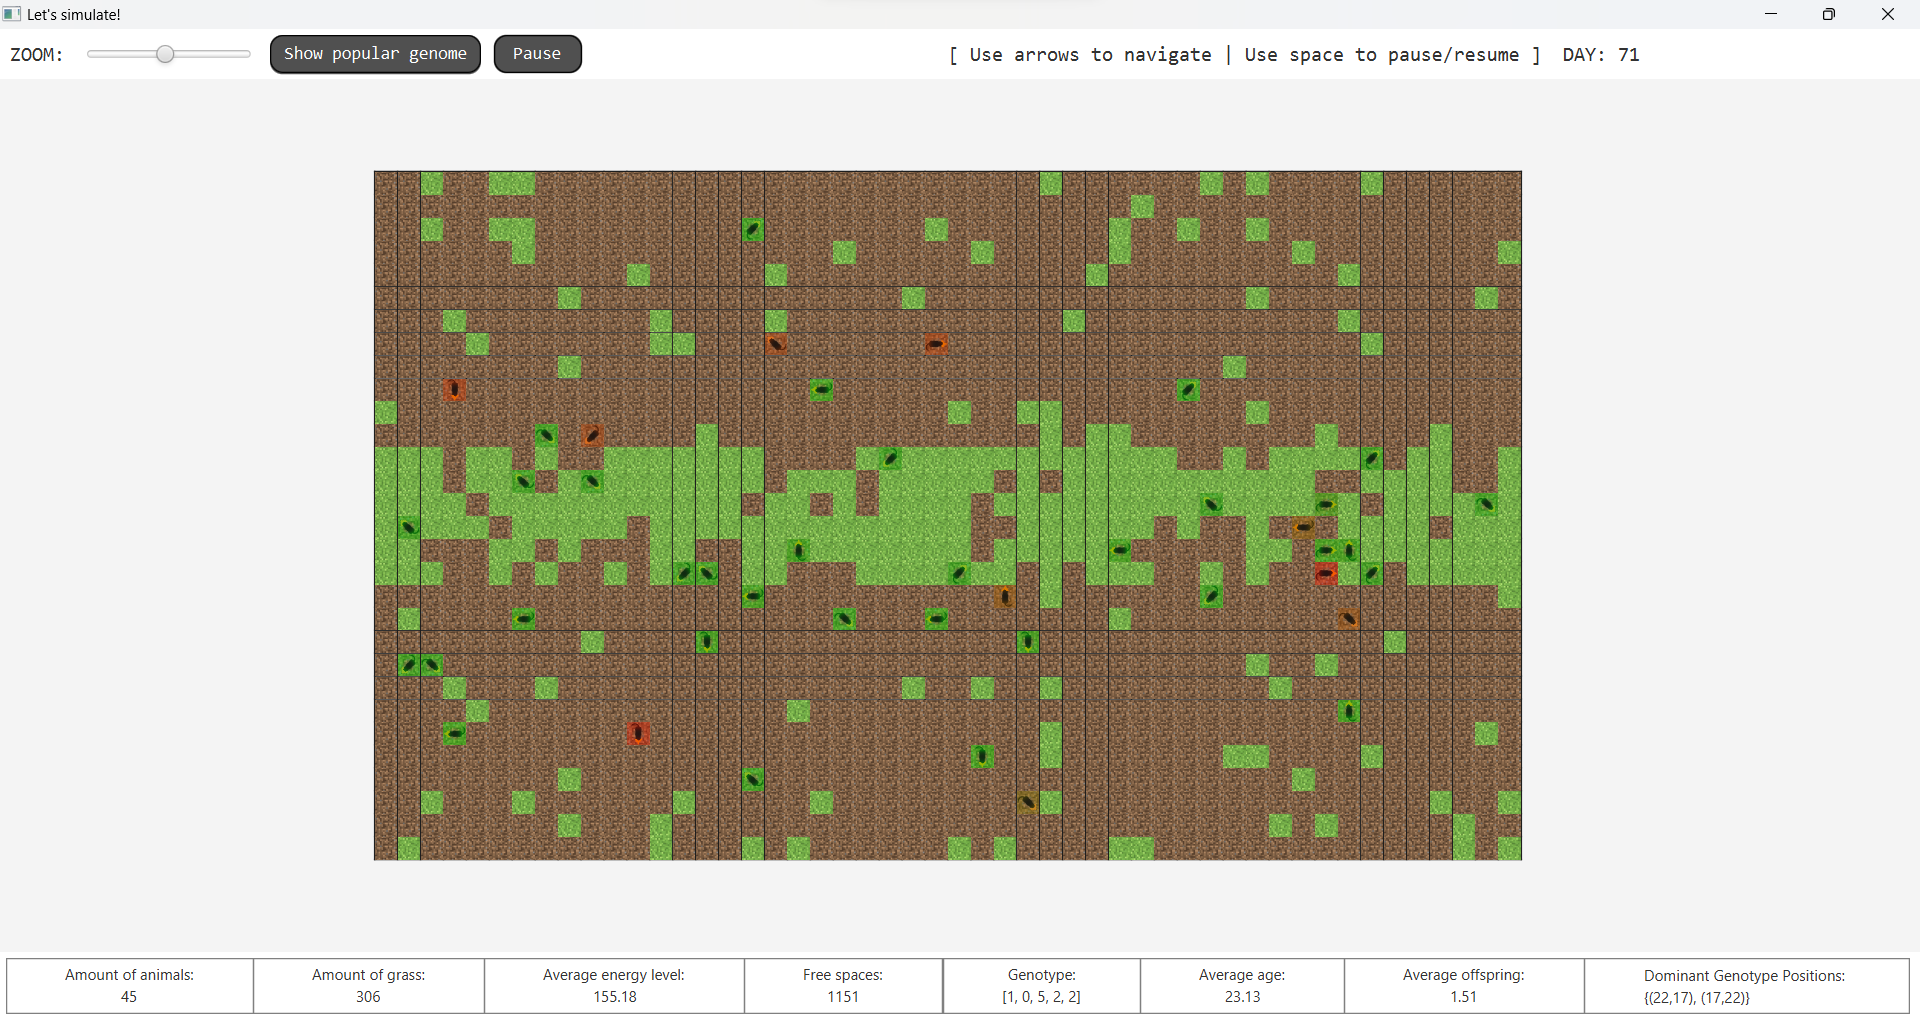 Let's simulate!
ZOOM: Show popular genome Pause [ Use arrows to navigate | Use space to pause/resume ] DAY: 71
Amount of animals: Amount of grass: Average energy level: Free spaces: Genotype: Average age: Average offspring: Dominant Genotype Positions:
45 306 155.18 1151 [1, 0, 5, 2, 2] 23.13 1.51 {(22,17), (17,22)}